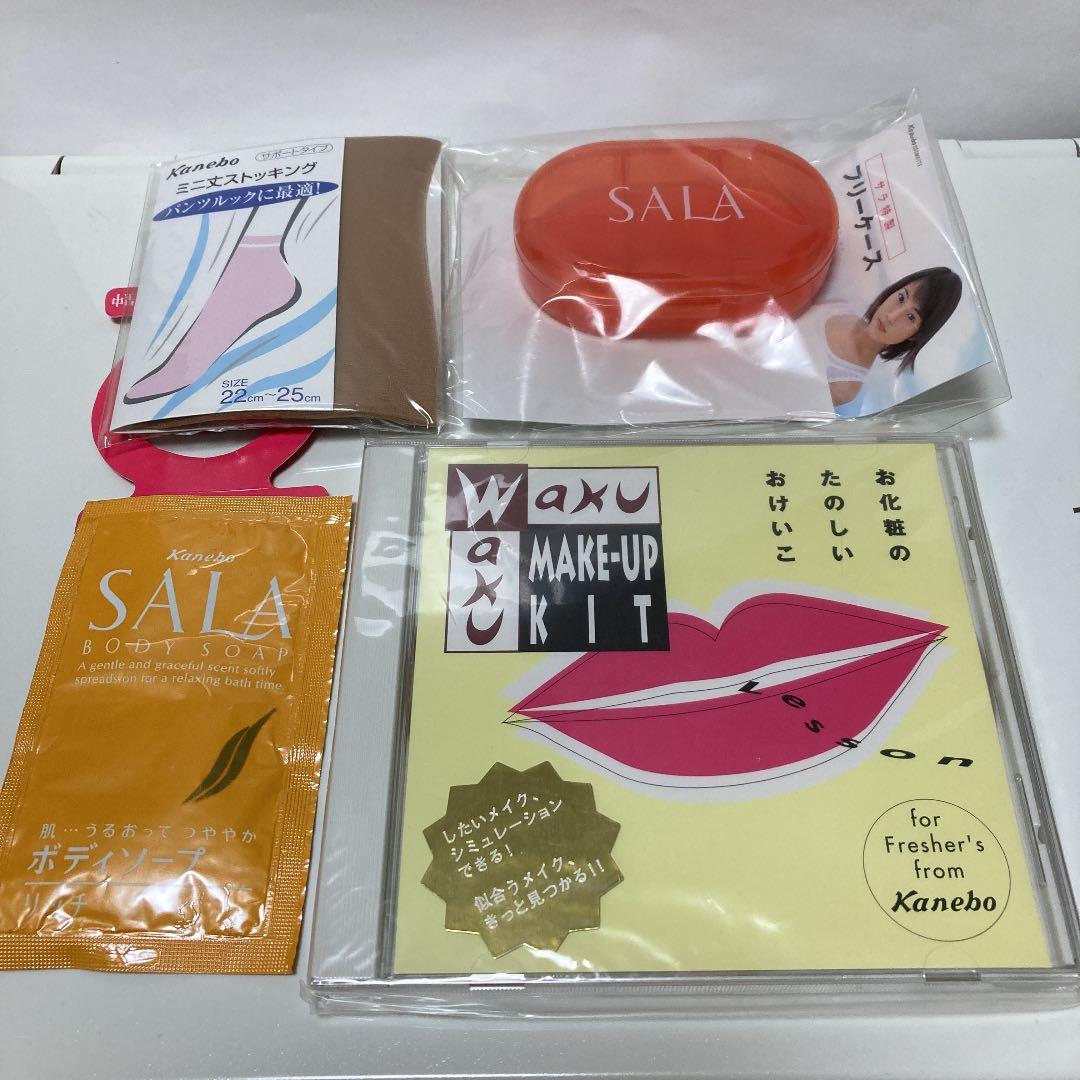 Kanebo
サポートタイプ
ミニ丈ストッキング
パンツルックに最適!
SIZE
22cm~25cm
SALA
サラ特製
フリーケース
Kanebo
SALA
BODY SOAP
A gentle and graceful scent softly
spreadson for a relaxing bath time.
肌…うるおってつややか
ボディソープ
リッチ
Waku
Waku
MAKE-UP
KIT
お化粧の
たのしい
おけいこ
Lesson
したいメイク、
シミュレーション
できる!
似合うメイク、
きっと見つかる!!
for
Fresher's
from
Kanebo